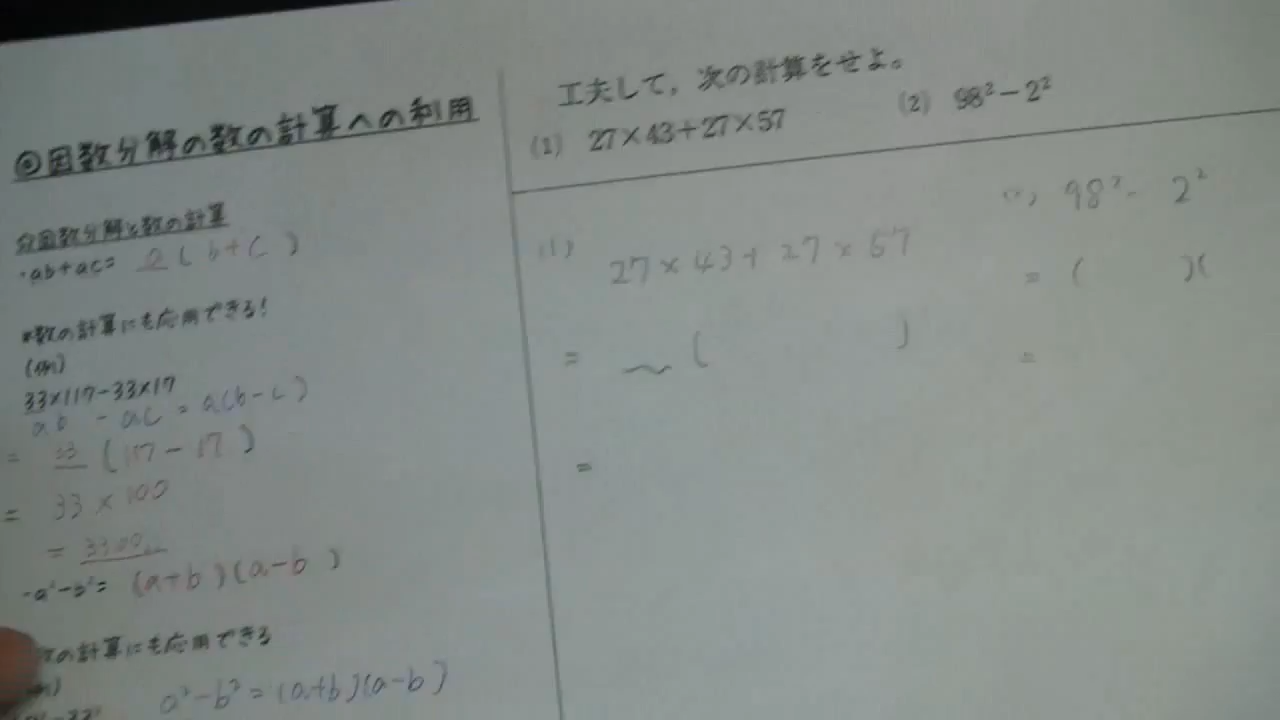 ◎因数分解の数の計算への利用
☆因数分解と数の計算
・ab+ac= a(b+c)
*数の計算にも応用できる!
(例)
33×117-33×17
ab - ac = a(b-c)
= 33 (117-17)
= 33×100
= 3300
・a²-b²= (a+b)(a-b)
数の計算にも応用できる
a²-b²=(a+b)(a-b)
工夫して,次の計算をせよ。
(1) 27×43+27×57
(2) 98²-2²
(1)
27×43+27×57
= (       )
=
98²- 2²
= (     )(
=